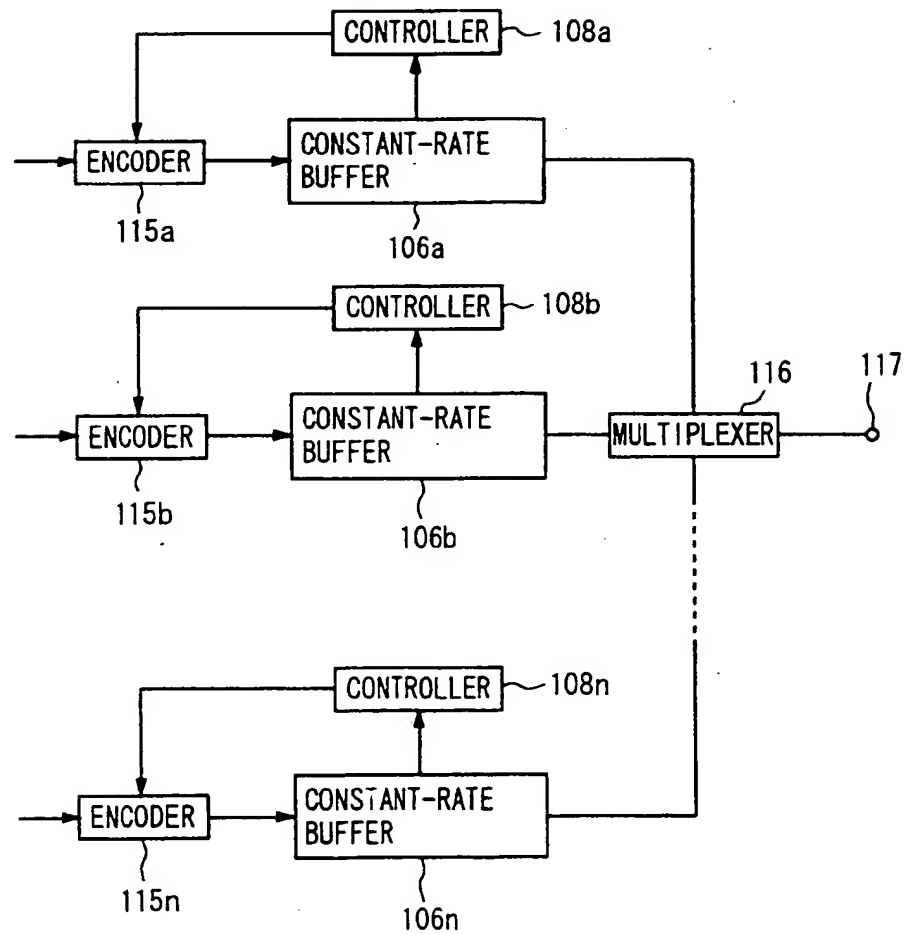 CONTROLLER
108a
ENCODER
CONSTANT-RATE
BUFFER
115a
106a
CONTROLLER
108b
ENCODER
CONSTANT-RATE
BUFFER
115b
106b
116
117
MULTIPLEXER
CONTROLLER
108n
ENCODER
CONSTANT-RATE
BUFFER
115n
106n